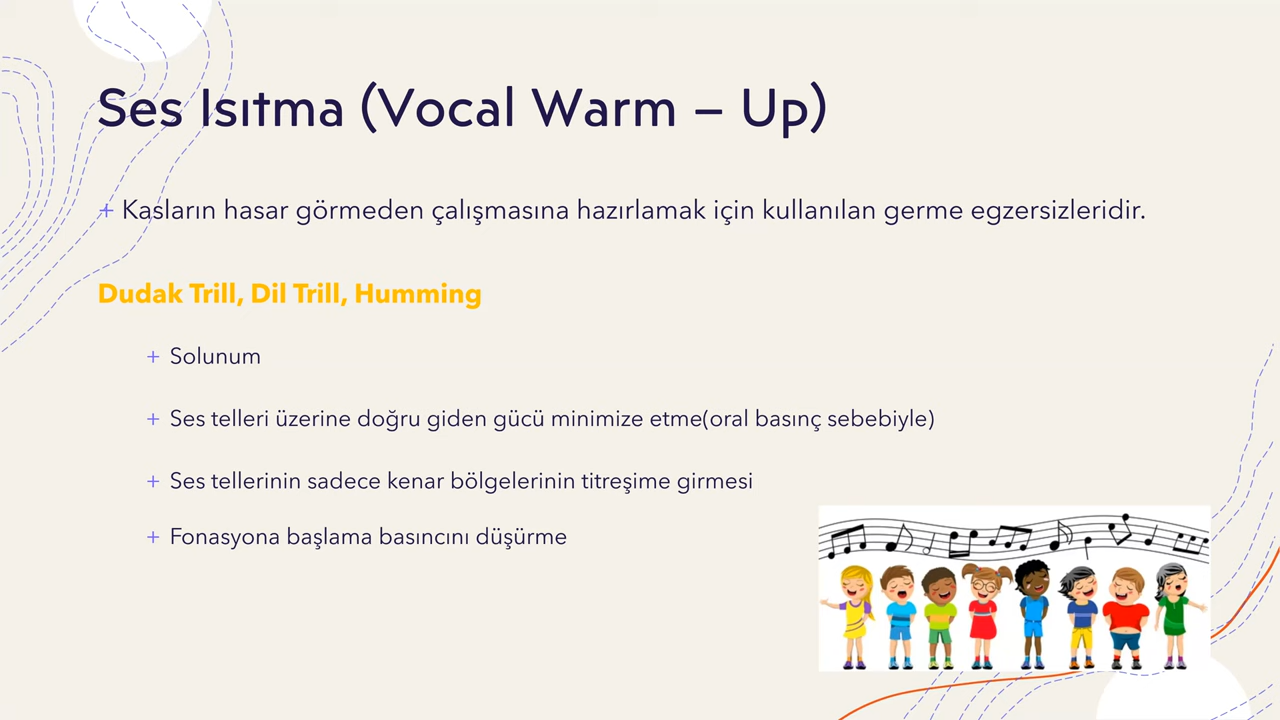 Ses Isıtma (Vocal Warm – Up)
+ Kasların hasar görmeden çalışmasına hazırlamak için kullanılan germe egzersizleridir.
Dudak Trill, Dil Trill, Humming
+ Solunum
+ Ses telleri üzerine doğru giden gücü minimize etme(oral basınç sebebiyle)
+ Ses tellerinin sadece kenar bölgelerinin titreşime girmesi
+ Fonasyona başlama basıncını düşürme